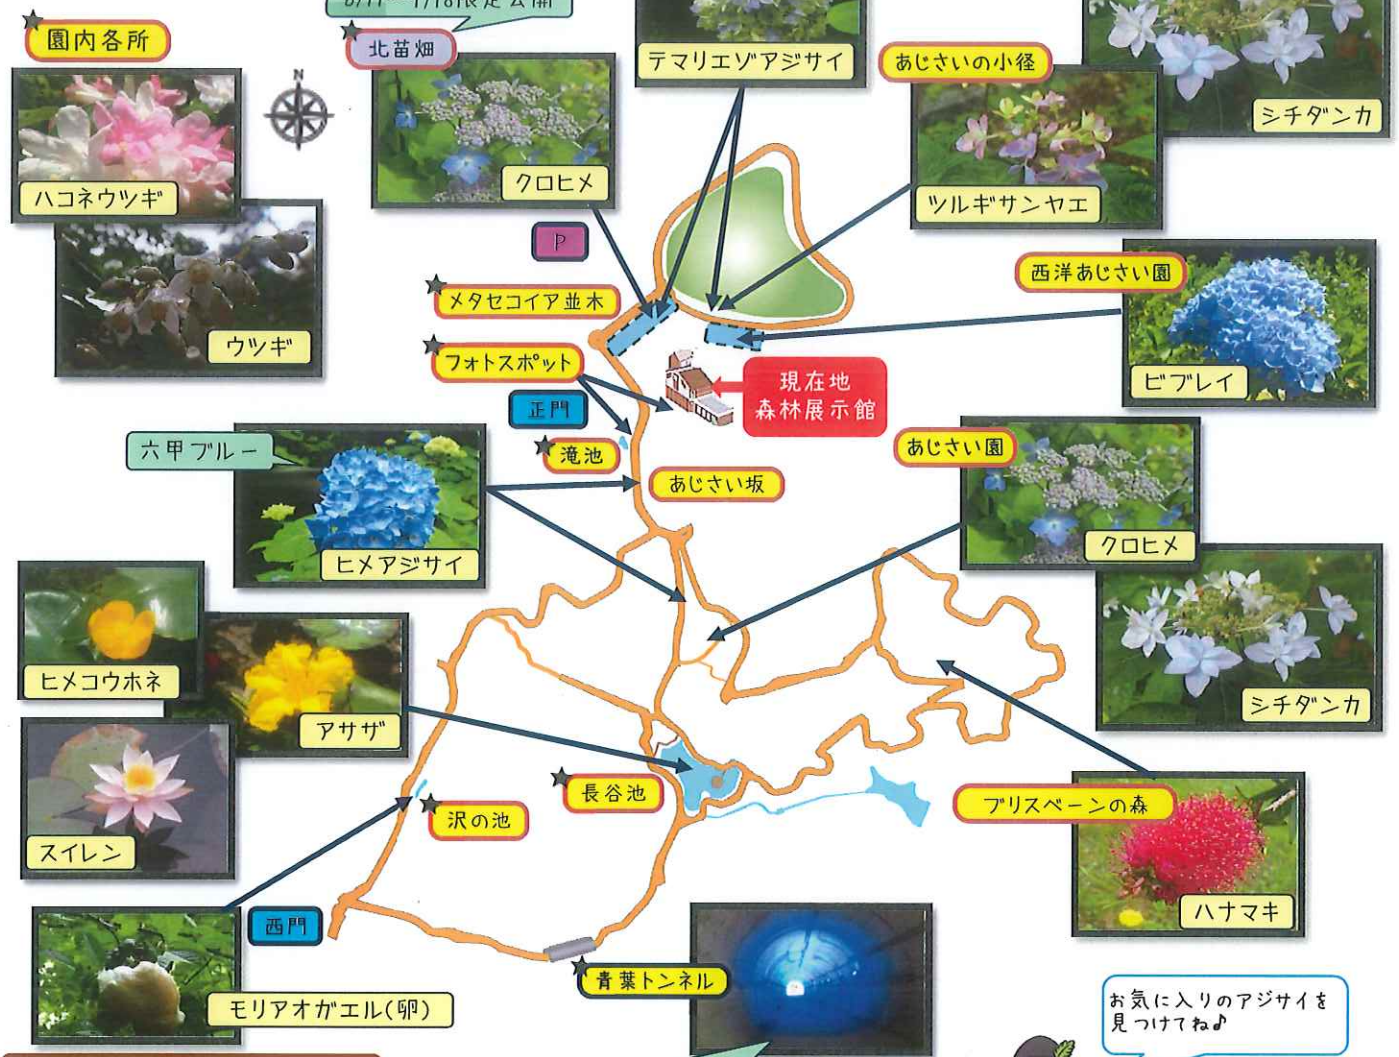 6/17~7/18限定公開
園内各所
北苗畑
テマリエゾアジサイ
あじさいの小径
シチダンカ
N
ハコネウツギ
クロヒメ
ツルギサンヤエ
P
ウツギ
メタセコイア並木
西洋あじさい園
フォトスポット
ビブレイ
正門
現在地
森林展示館
滝池
六甲ブルー
あじさい坂
あじさい園
ヒメアジサイ
クロヒメ
ヒメコウホネ
アサザ
シチダンカ
スイレン
長谷池
沢の池
ブリスベーンの森
ハナマキ
西門
モリアオガエル(卵)
青葉トンネル
お気に入りのアジサイを
見つけてね♪